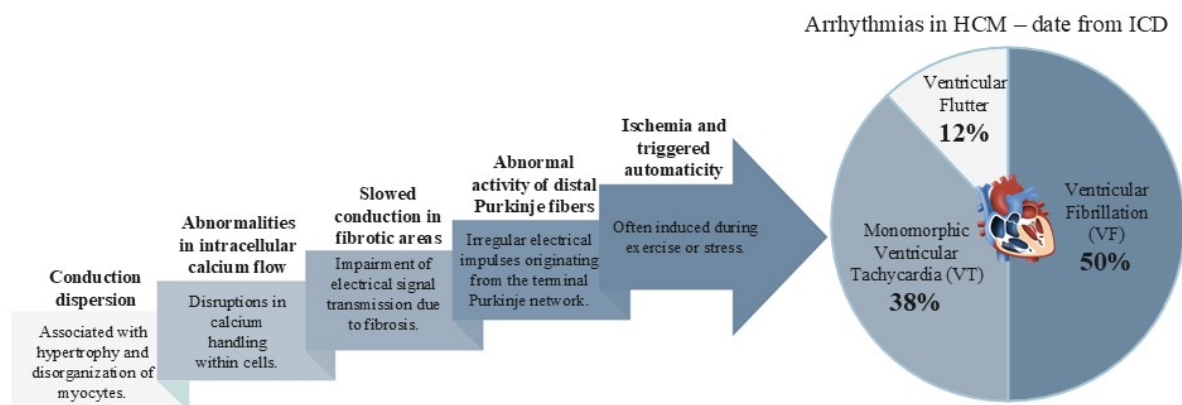 Arrhythmias in HCM – date from ICD
Conduction
dispersion
Associated with
hypertrophy and
disorganization of
myocytes.
Abnormalities
in intracellular
calcium flow
Disruptions in
calcium
handling
within cells.
Slowed
conduction in
fibrotic areas
Impairment of
electrical signal
transmission due
to fibrosis.
Abnormal
activity of distal
Purkinje fibers
Irregular electrical
impulses originating
from the terminal
Purkinje network.
Ischemia and
triggered
automaticity
Often induced during
exercise or stress.
Ventricular
Flutter
12%
Monomorphic
Ventricular
Tachycardia (VT)
38%
Ventricular
Fibrillation
(VF)
50%